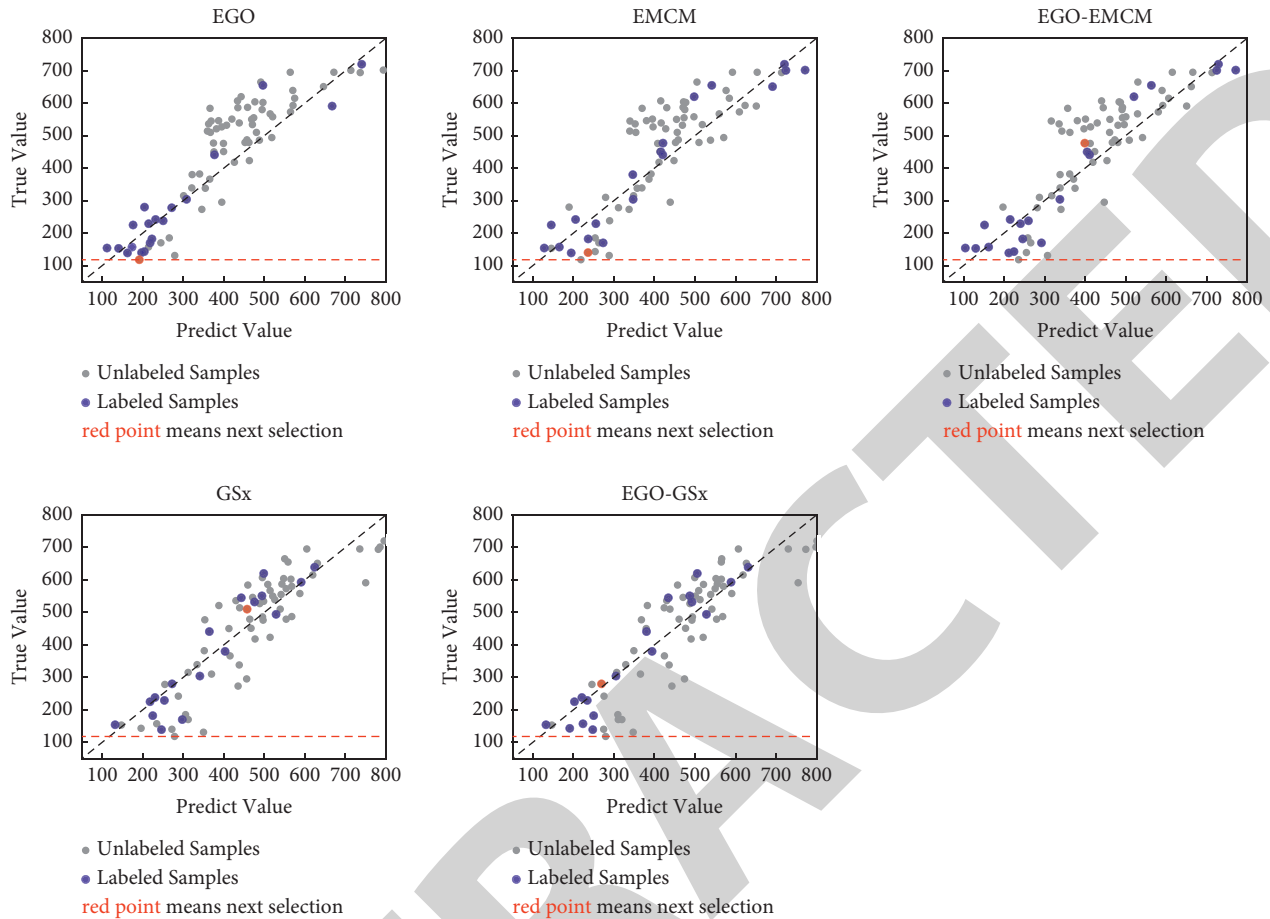 EGO
800
700
600
500
400
300
200
100
True Value
100 200 300 400 500 600 700 800
Predict Value
Unlabeled Samples
Labeled Samples
red point means next selection
EMCM
800
700
600
500
400
300
200
100
True Value
100 200 300 400 500 600 700 800
Predict Value
Unlabeled Samples
Labeled Samples
red point means next selection
EGO-EMCM
800
700
600
500
400
300
200
100
True Value
100 200 300 400 500 600 700 800
Predict Value
Unlabeled Samples
Labeled Samples
red point means next selection
GSx
800
700
600
500
400
300
200
100
True Value
100 200 300 400 500 600 700 800
Predict Value
Unlabeled Samples
Labeled Samples
red point means next selection
EGO-GSx
800
700
600
500
400
300
200
100
True Value
100 200 300 400 500 600 700 800
Predict Value
Unlabeled Samples
Labeled Samples
red point means next selection
RACTED